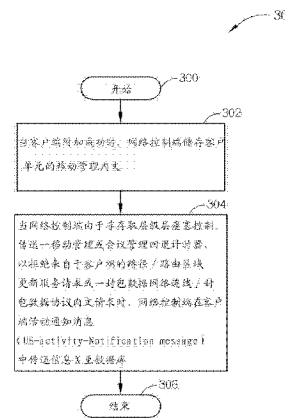 30
300
开始
302
当客户端附加启动时，网络控制端储存客户
单元的移动管理内文
304
当网络控制端由于非存取层级层壅塞控制，
传送一移动管理或会议管理回退计时器，
以拒绝来自于客户端的路径/路由区域
更新服务请求或一封包数据网络连线/封
包数据协议内文请求时，网络控制端在客户
端活动通知消息
(UE-activity-Notification message)
中传送信息X至数据库
306
结束